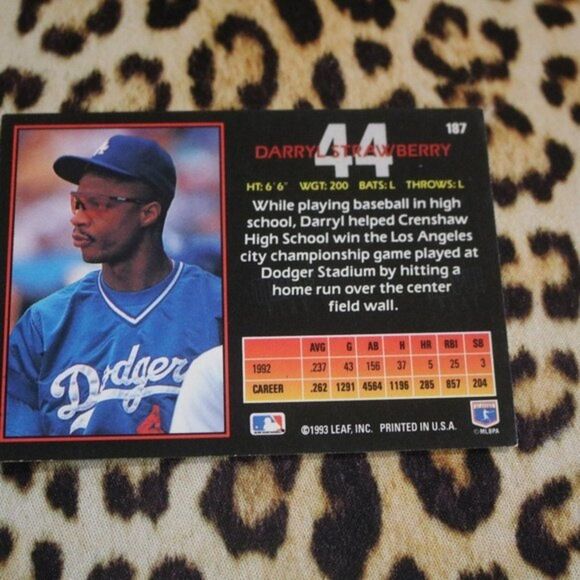 187
44
DARRYL STRAWBERRY
HT: 6'6" WGT: 200 BATS: L THROWS: L
While playing baseball in high
school, Darryl helped Crenshaw
High School win the Los Angeles
city championship game played at
Dodger Stadium by hitting a
home run over the center
field wall.
AVG G AB H HR RBI SB
1992 .237 43 156 37 5 25 3
CAREER .262 1291 4564 1196 285 857 204
©1993 LEAF, INC. PRINTED IN U.S.A.
©MLBPA
Dodgers
LA